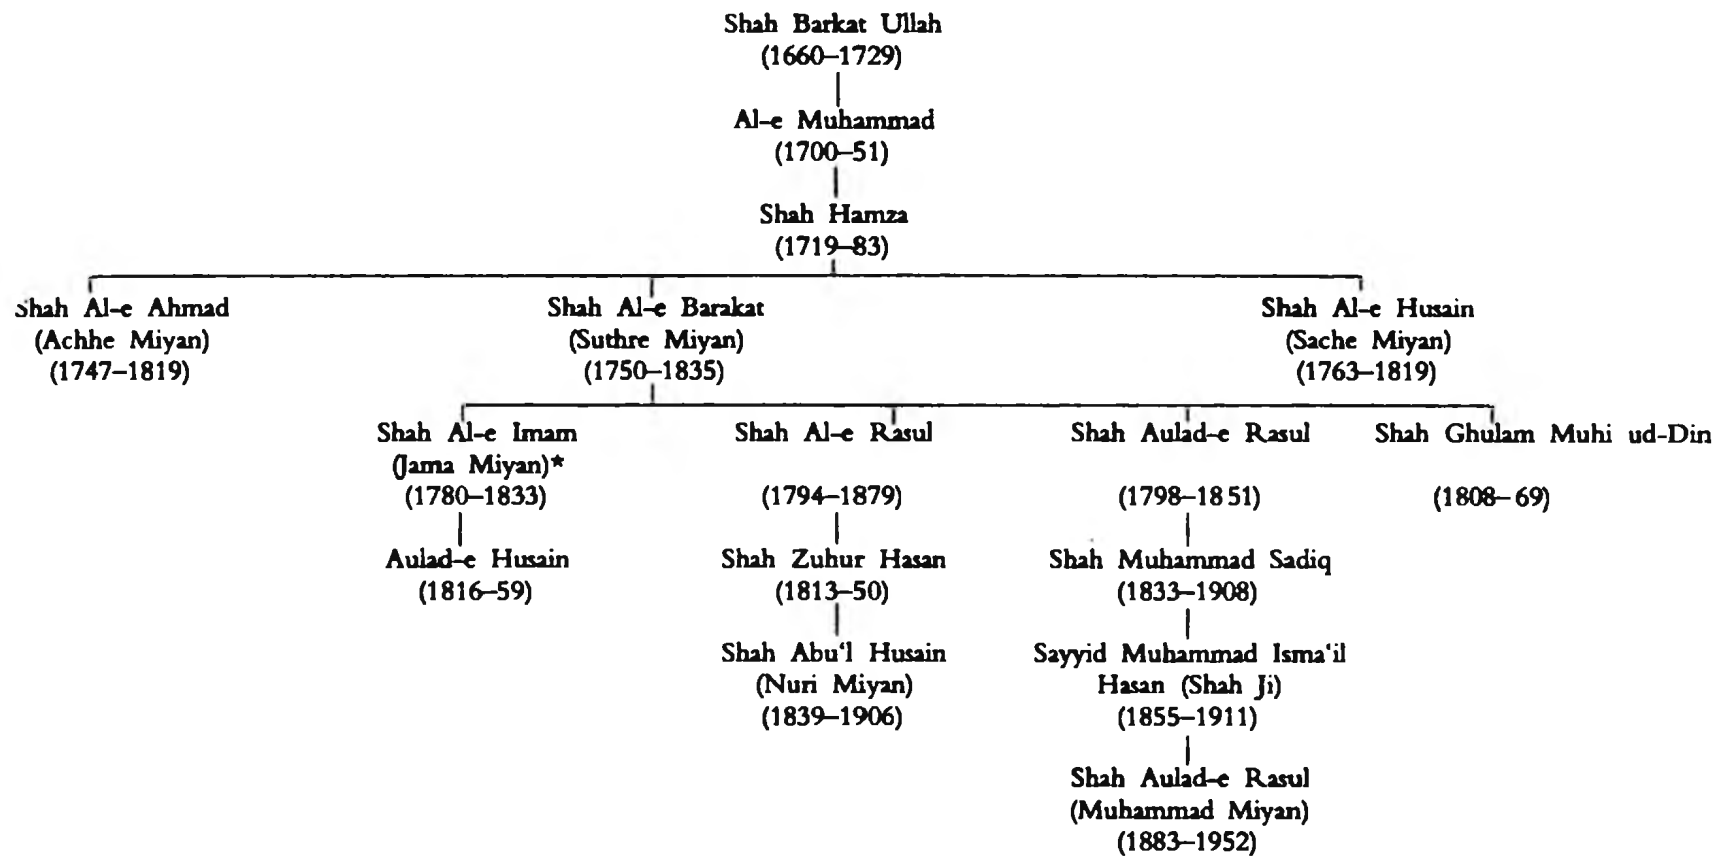 Shah Barkat Ullah
(1660–1729)
Al-e Muhammad
(1700–51)
Shah Hamza
(1719–83)
Shah Al-e Ahmad
(Achhe Miyan)
(1747–1819)
Shah Al-e Barakat
(Suthre Miyan)
(1750–1835)
Shah Al-e Husain
(Sache Miyan)
(1763–1819)
Shah Al-e Imam
(Jama Miyan)*
(1780–1833)
Shah Al-e Rasul
(1794–1879)
Shah Aulad-e Rasul
(1798–1851)
Shah Ghulam Muhi ud-Din
(1808–69)
Aulad-e Husain
(1816–59)
Shah Zuhur Hasan
(1813–50)
Shah Muhammad Sadiq
(1833–1908)
Shah Abu‘l Husain
(Nuri Miyan)
(1839–1906)
Sayyid Muhammad Isma‘il
Hasan (Shah Ji)
(1855–1911)
Shah Aulad-e Rasul
(Muhammad Miyan)
(1883–1952)